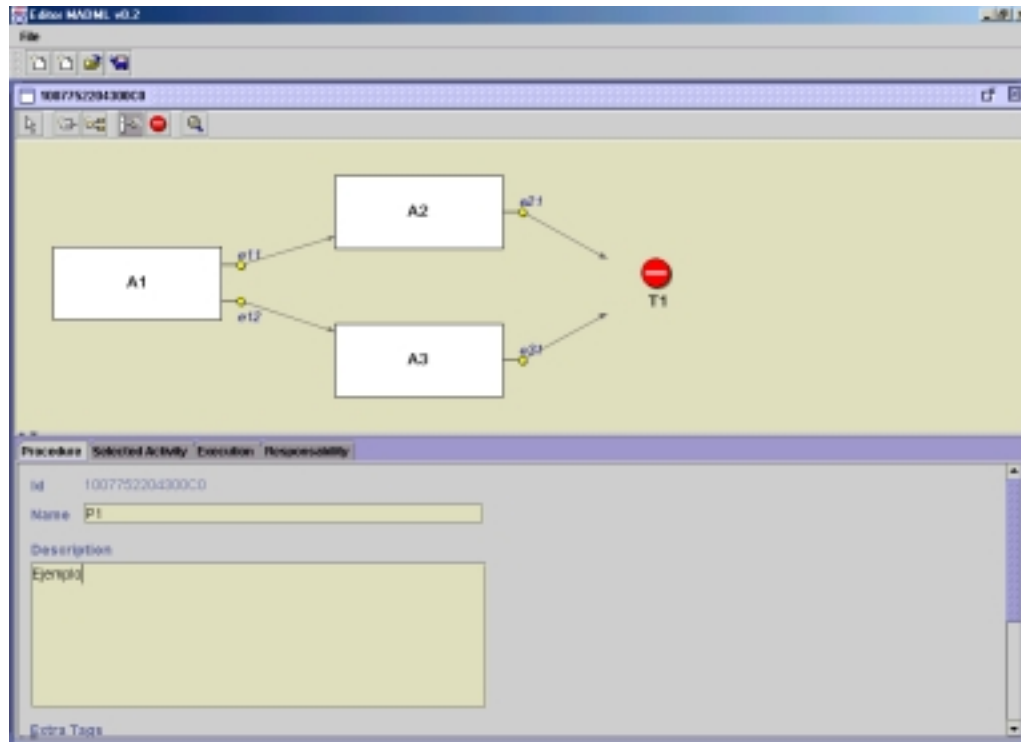 Editor MADML v0.2
File
1007752204300C0
A2
e21
e11
A1
T1
e12
A3
e31
Procedure Selected Activity Execution Responsability
Id 1007752204300C0
Name P1
Description
Ejemplo
Extra Tags